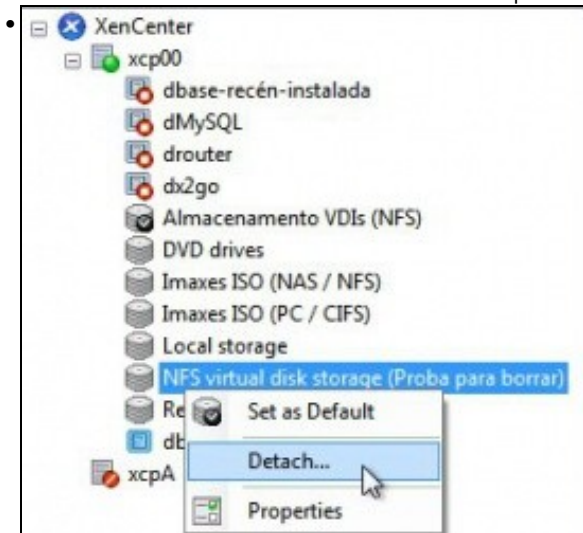 XenCenter
xcp00
dbase-recén-instalada
dMySQL
drouter
dx2go
Almacenamento VDIs (NFS)
DVD drives
Imaxes ISO (NAS / NFS)
Imaxes ISO (PC / CIFS)
Local storage
NFS virtual disk storage (Proba para borrar)
Re
Set as Default
db
Detach...
xcpA
Properties